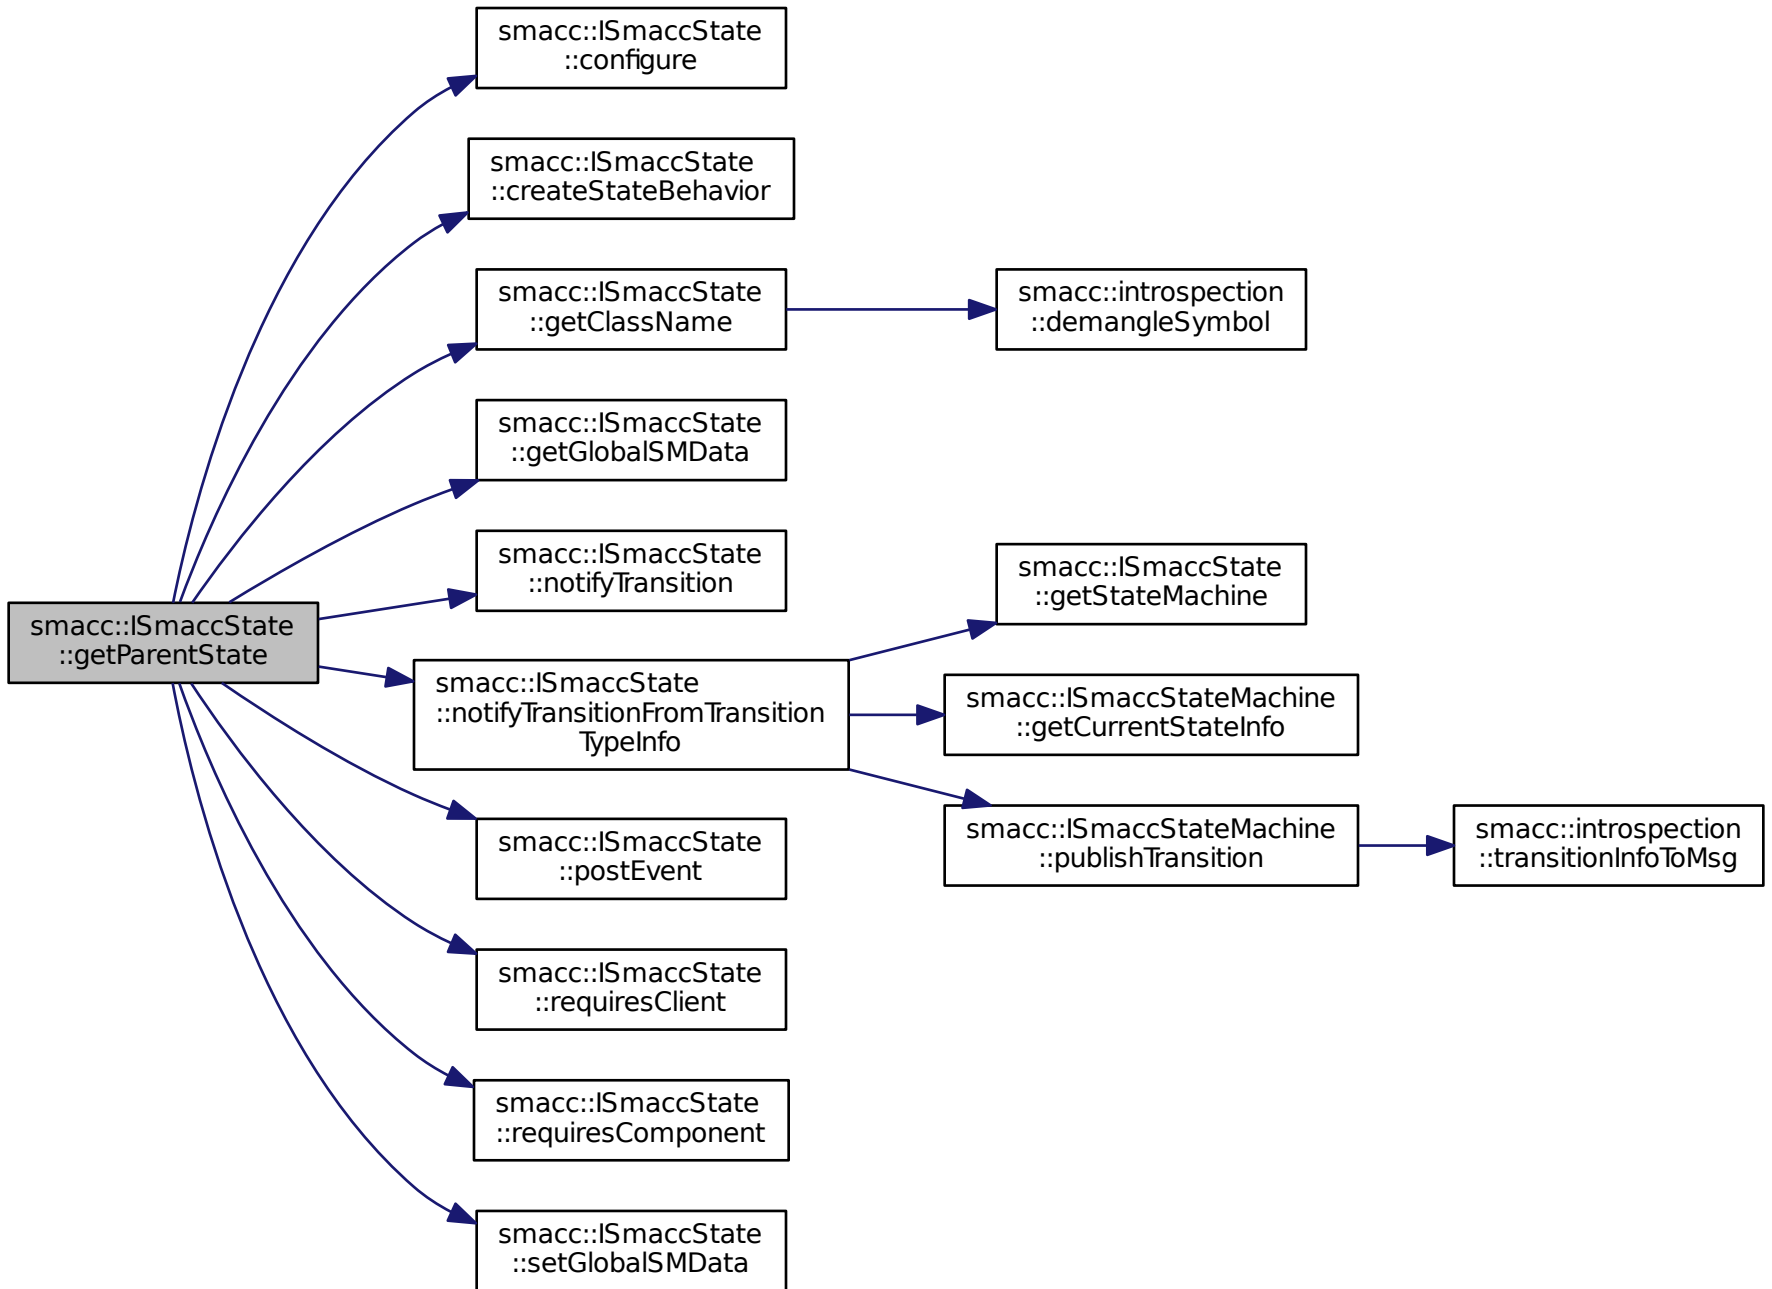 smacc::ISmaccState
::configure
smacc::ISmaccState
::createStateBehavior
smacc::ISmaccState
::getClassName
smacc::introspection
::demangleSymbol
smacc::ISmaccState
::getGlobalSMData
smacc::ISmaccState
::notifyTransition
smacc::ISmaccState
::getStateMachine
smacc::ISmaccState
::getParentState
smacc::ISmaccState
::notifyTransitionFromTransition
TypeInfo
smacc::ISmaccStateMachine
::getCurrentStateInfo
smacc::ISmaccState
::postEvent
smacc::ISmaccStateMachine
::publishTransition
smacc::introspection
::transitionInfoToMsg
smacc::ISmaccState
::requiresClient
smacc::ISmaccState
::requiresComponent
smacc::ISmaccState
::setGlobalSMData